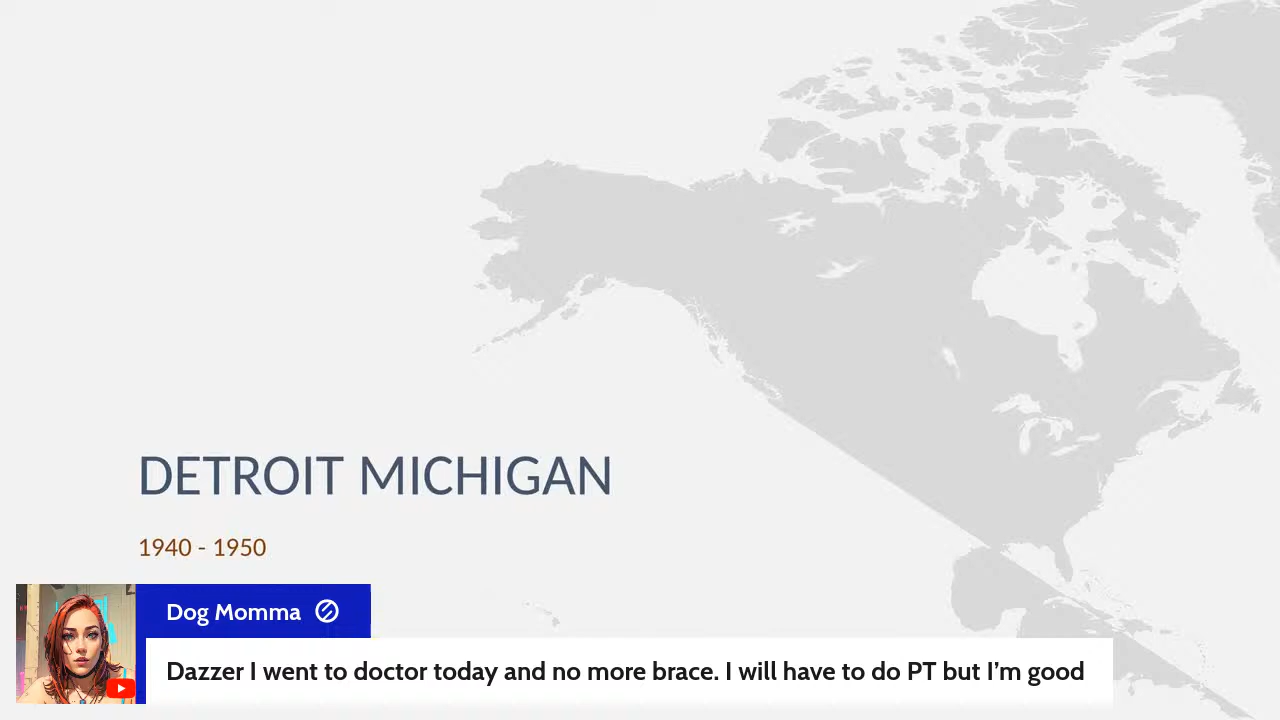 DETROIT MICHIGAN
1940 - 1950
Dog Momma
Dazzer I went to doctor today and no more brace. I will have to do PT but I’m good